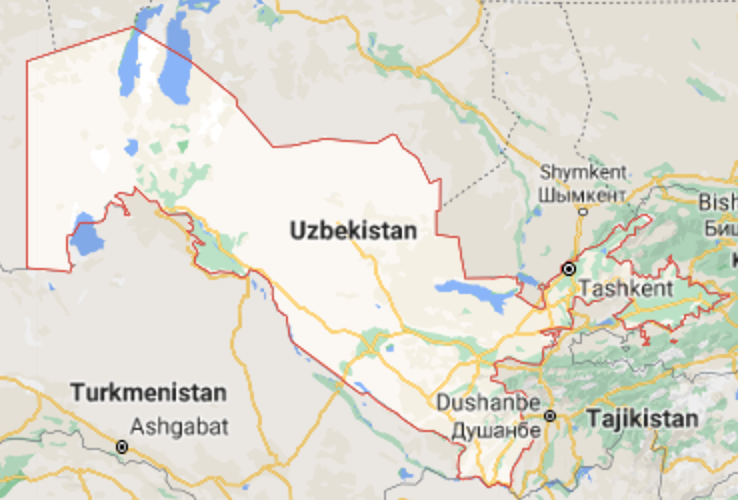 Shymkent
Шымкент
Bish
Биш
К
Uzbekistan
Tashkent
Turkmenistan
Ashgabat
Dushanbe
Душанбе
Tajikistan